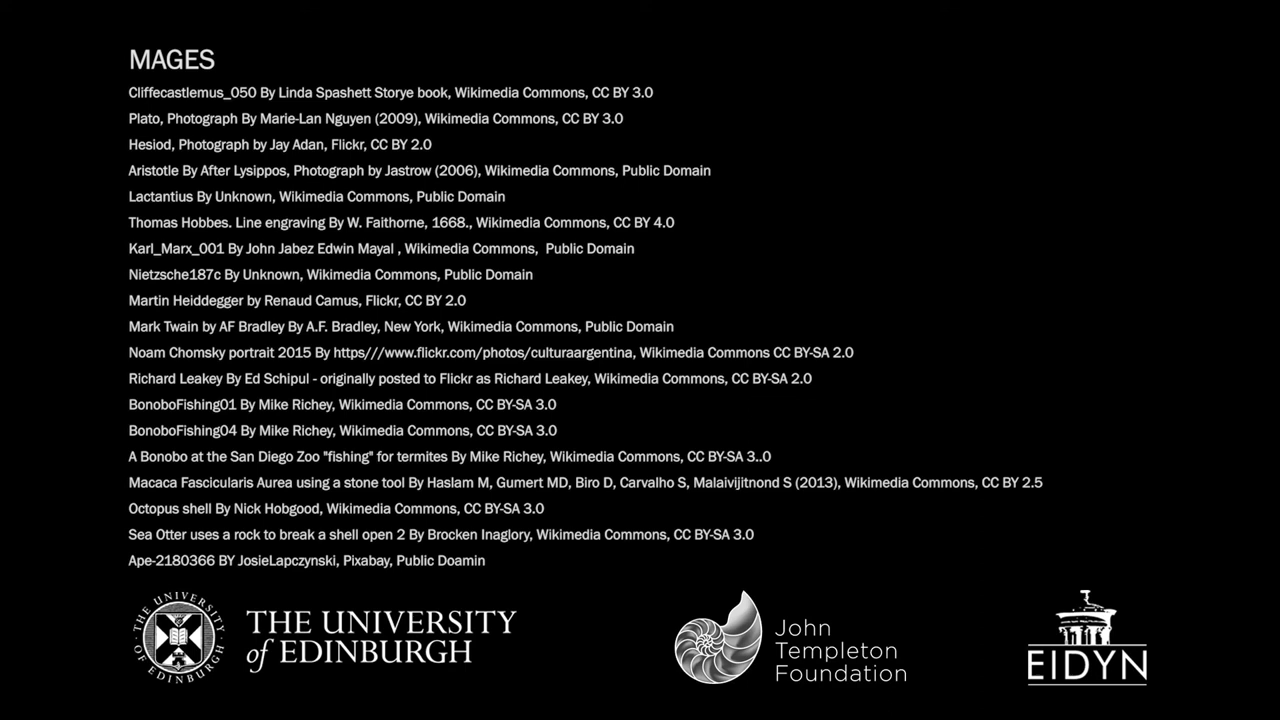 MAGES
Cliffecastlemus_050 By Linda Spashett Storye book, Wikimedia Commons, CC BY 3.0
Plato, Photograph By Marie-Lan Nguyen (2009), Wikimedia Commons, CC BY 3.0
Hesiod, Photograph by Jay Adan, Flickr, CC BY 2.0
Aristotle By After Lysippos, Photograph by Jastrow (2006), Wikimedia Commons, Public Domain
Lactantius By Unknown, Wikimedia Commons, Public Domain
Thomas Hobbes. Line engraving By W. Faithorne, 1668., Wikimedia Commons, CC BY 4.0
Karl_Marx_001 By John Jabez Edwin Mayal , Wikimedia Commons,  Public Domain
Nietzsche187c By Unknown, Wikimedia Commons, Public Domain
Martin Heiddegger by Renaud Camus, Flickr, CC BY 2.0
Mark Twain by AF Bradley By A.F. Bradley, New York, Wikimedia Commons, Public Domain
Noam Chomsky portrait 2015 By https///www.flickr.com/photos/culturaargentina, Wikimedia Commons CC BY-SA 2.0
Richard Leakey By Ed Schipul - originally posted to Flickr as Richard Leakey, Wikimedia Commons, CC BY-SA 2.0
BonoboFishing01 By Mike Richey, Wikimedia Commons, CC BY-SA 3.0
BonoboFishing04 By Mike Richey, Wikimedia Commons, CC BY-SA 3.0
A Bonobo at the San Diego Zoo "fishing" for termites By Mike Richey, Wikimedia Commons, CC BY-SA 3..0
Macaca Fascicularis Aurea using a stone tool By Haslam M, Gumert MD, Biro D, Carvalho S, Malaivijitnond S (2013), Wikimedia Commons, CC BY 2.5
Octopus shell By Nick Hobgood, Wikimedia Commons, CC BY-SA 3.0
Sea Otter uses a rock to break a shell open 2 By Brocken Inaglory, Wikimedia Commons, CC BY-SA 3.0
Ape-2180366 BY JosieLapczynski, Pixabay, Public Doamin
THE UNIVERSITY OF EDINBURGH
THE UNIVERSITY
of EDINBURGH
John
Templeton
Foundation
EIDYN